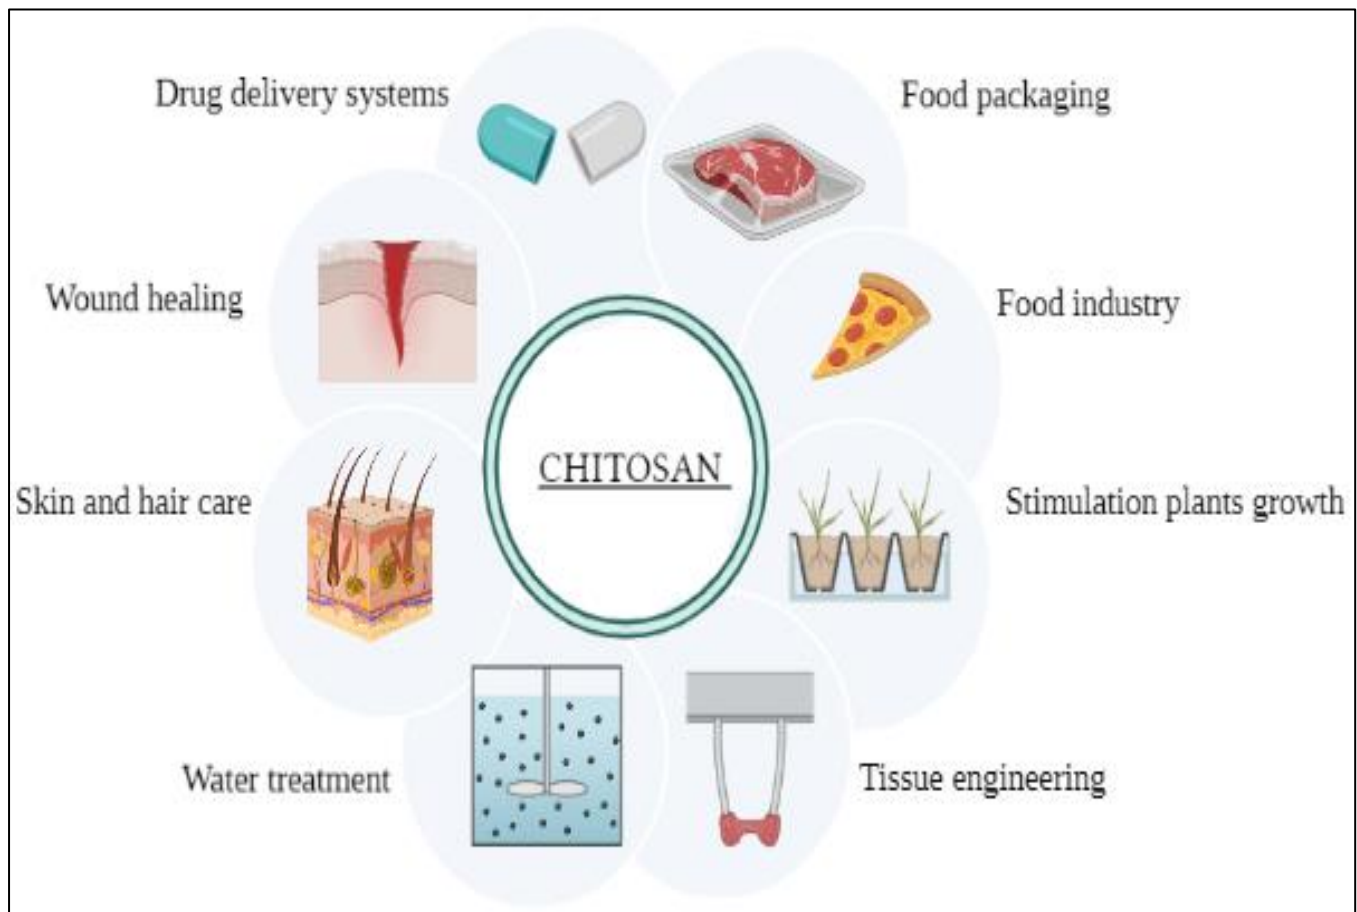 Drug delivery systems
Food packaging
Wound healing
Food industry
CHITOSAN
Skin and hair care
Stimulation plants growth
Water treatment
Tissue engineering